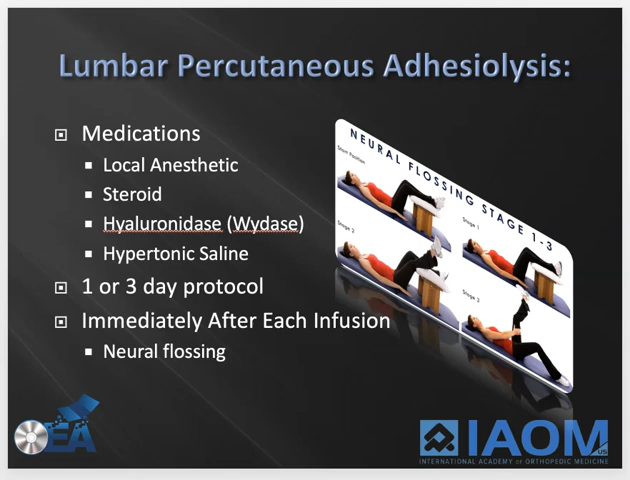 Lumbar Percutaneous Adhesiolysis:
Medications
Local Anesthetic
Steroid
Hyaluronidase (Wydase)
Hypertonic Saline
1 or 3 day protocol
Immediately After Each Infusion
Neural flossing
NEURAL FLOSSING STAGE 1-3
Start Position
Stage 1
Stage 2
Stage 3
EA
IAOM
US
INTERNATIONAL ACADEMY of ORTHOPEDIC MEDICINE